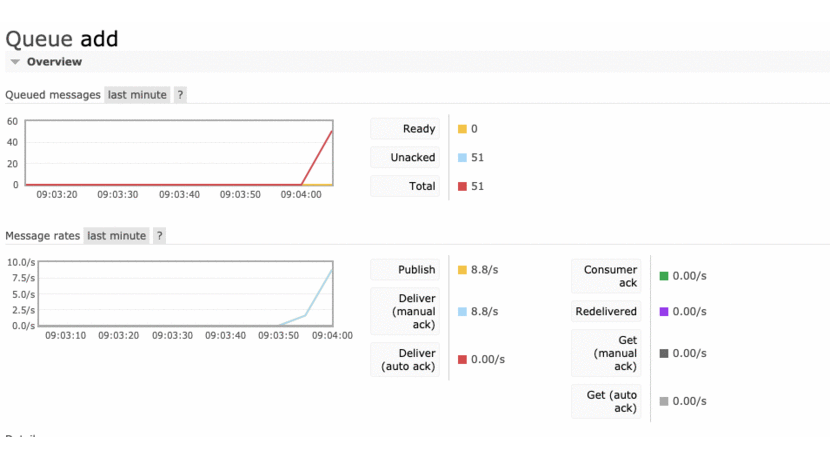 Queue add
Overview
Queued messages last minute ?
60
40
20
0
09:03:20 09:03:30 09:03:40 09:03:50 09:04:00
Ready 0
Unacked 51
Total 51
Message rates last minute ?
10.0/s
7.5/s
5.0/s
2.5/s
0.0/s
09:03:10 09:03:20 09:03:30 09:03:40 09:03:50 09:04:00
Publish 8.8/s
Deliver
(manual 8.8/s
ack)
Deliver
(auto ack) 0.00/s
Consumer
ack 0.00/s
Redelivered 0.00/s
Get
(manual 0.00/s
ack)
Get (auto
ack) 0.00/s